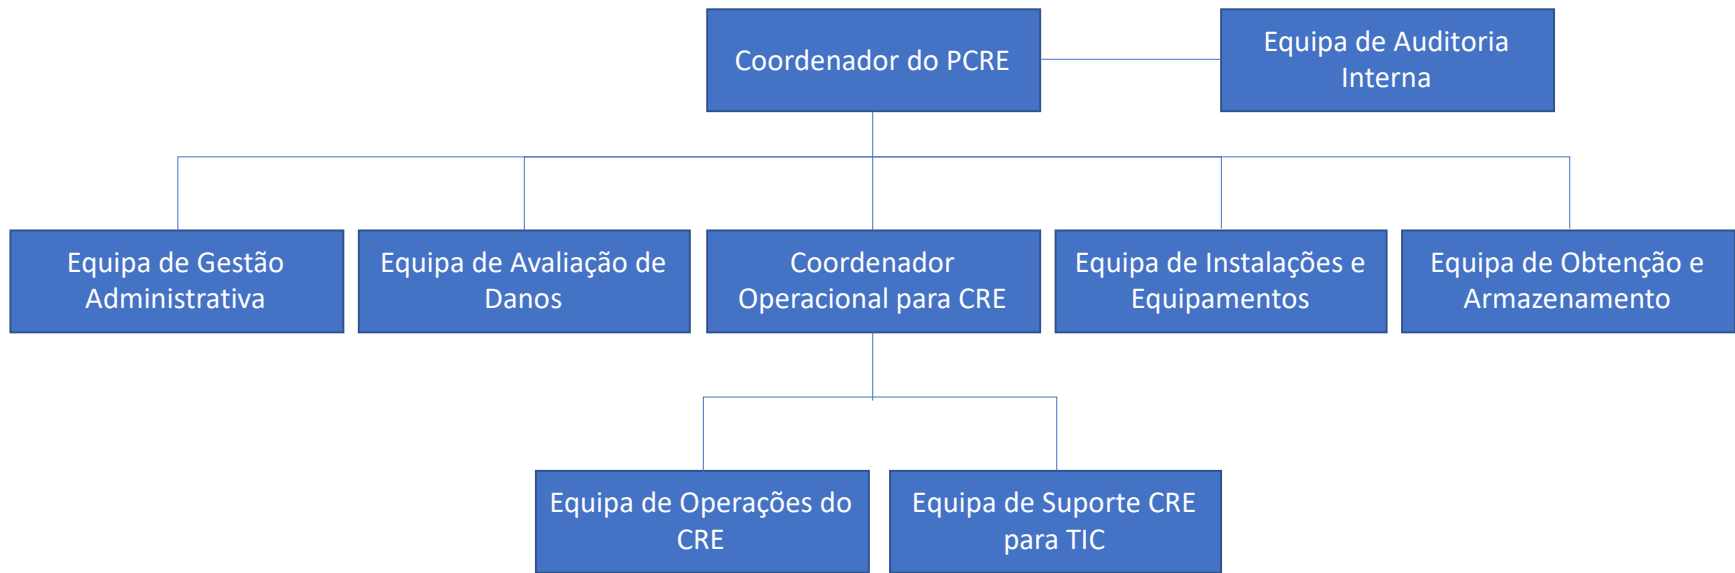 Coordenador do PCRE
Equipa de Auditoria
Interna
Equipa de Gestão
Administrativa
Equipa de Avaliação de
Danos
Coordenador
Operacional para CRE
Equipa de Instalações e
Equipamentos
Equipa de Obtenção e
Armazenamento
Equipa de Operações do
CRE
Equipa de Suporte CRE
para TIC